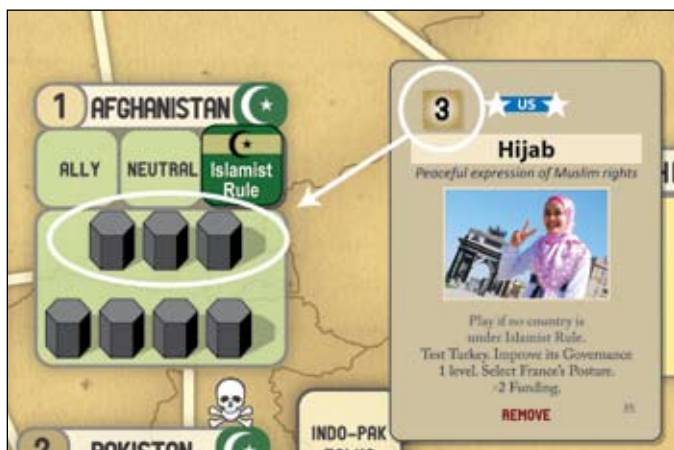 1 AFGHANISTAN
ALLY NEUTRAL Islamist
Rule
3 US
Hijab
Peaceful expression of Muslim rights
Play if no country is
under Islamist Rule.
Test Turkey. Improve its Governance
1 level. Select France's Posture.
-2 Funding.
REMOVE 35
2 PAKISTAN
INDO-PAK
TALKS